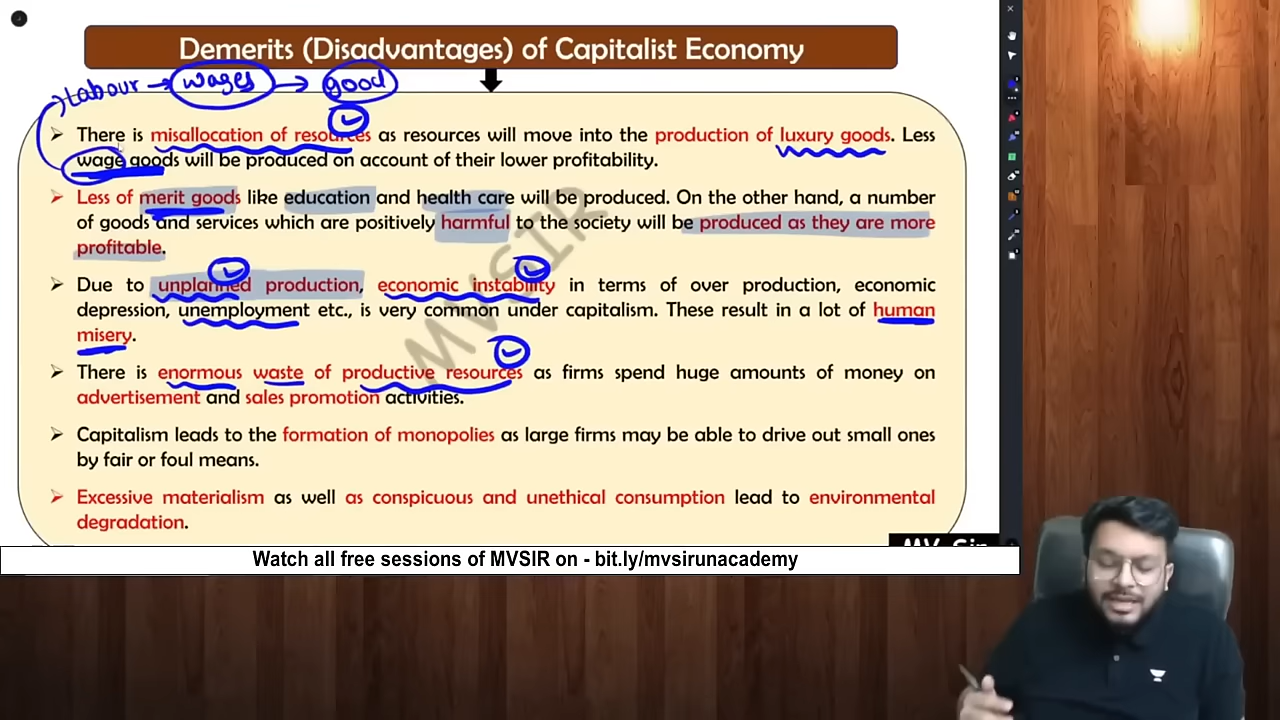 Demerits (Disadvantages) of Capitalist Economy
Labour → wages → good
➢ There is misallocation of resources as resources will move into the production of luxury goods. Less
wage goods will be produced on account of their lower profitability.
➢ Less of merit goods like education and health care will be produced. On the other hand, a number
of goods and services which are positively harmful to the society will be produced as they are more
profitable.
➢ Due to unplanned production, economic instability in terms of over production, economic
depression, unemployment etc., is very common under capitalism. These result in a lot of human
misery.
➢ There is enormous waste of productive resources as firms spend huge amounts of money on
advertisement and sales promotion activities.
➢ Capitalism leads to the formation of monopolies as large firms may be able to drive out small ones
by fair or foul means.
➢ Excessive materialism as well as conspicuous and unethical consumption lead to environmental
degradation.
MVSIR
MV Sir
Watch all free sessions of MVSIR on - bit.ly/mvsirunacademy